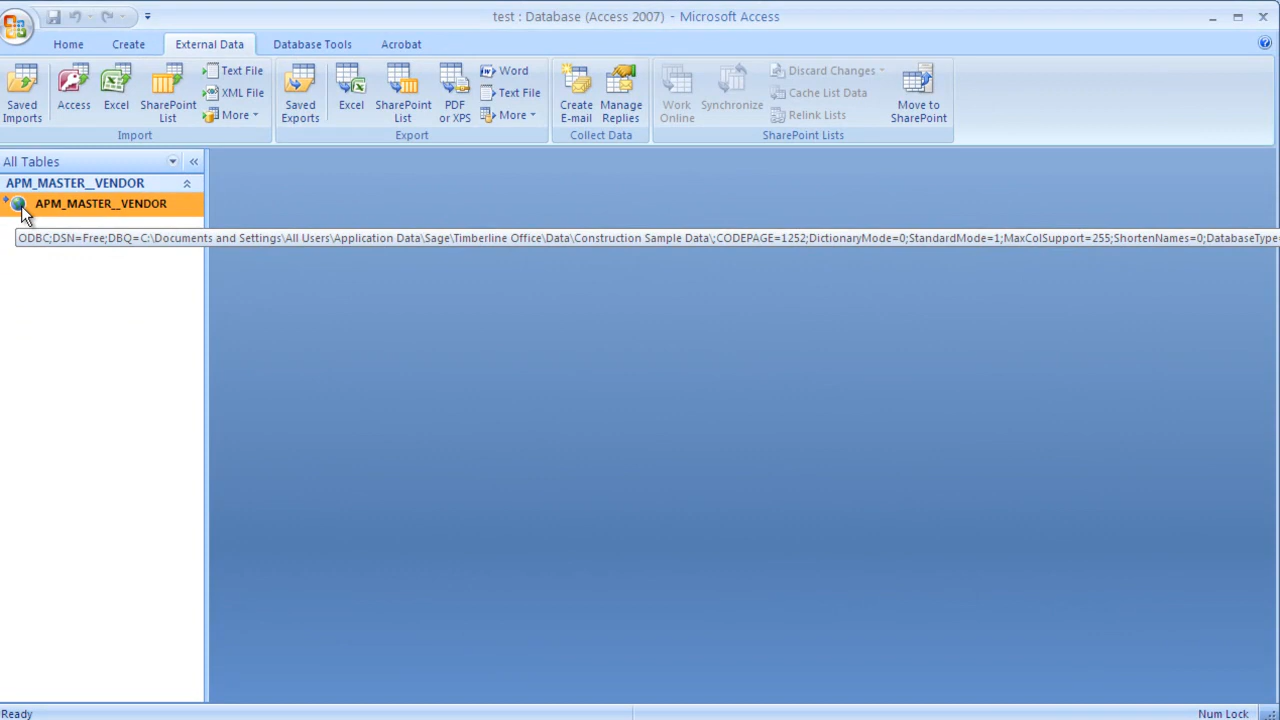 test : Database (Access 2007) - Microsoft Access
Home Create External Data Database Tools Acrobat
Saved Imports
Access
Excel
SharePoint List
Text File
XML File
More
Import
Saved Exports
Excel
SharePoint List
PDF or XPS
Word
Text File
More
Export
Create E-mail
Manage Replies
Collect Data
Work Online
Synchronize
Discard Changes
Cache List Data
Relink Lists
Move to SharePoint
SharePoint Lists
All Tables
APM_MASTER__VENDOR
APM_MASTER__VENDOR
ODBC;DSN=Free;DBQ=C:\Documents and Settings\All Users\Application Data\Sage\Timberline Office\Data\Construction Sample Data\;CODEPAGE=1252;DictionaryMode=0;StandardMode=1;MaxColSupport=255;ShortenNames=0;DatabaseType=
Ready
Num Lock